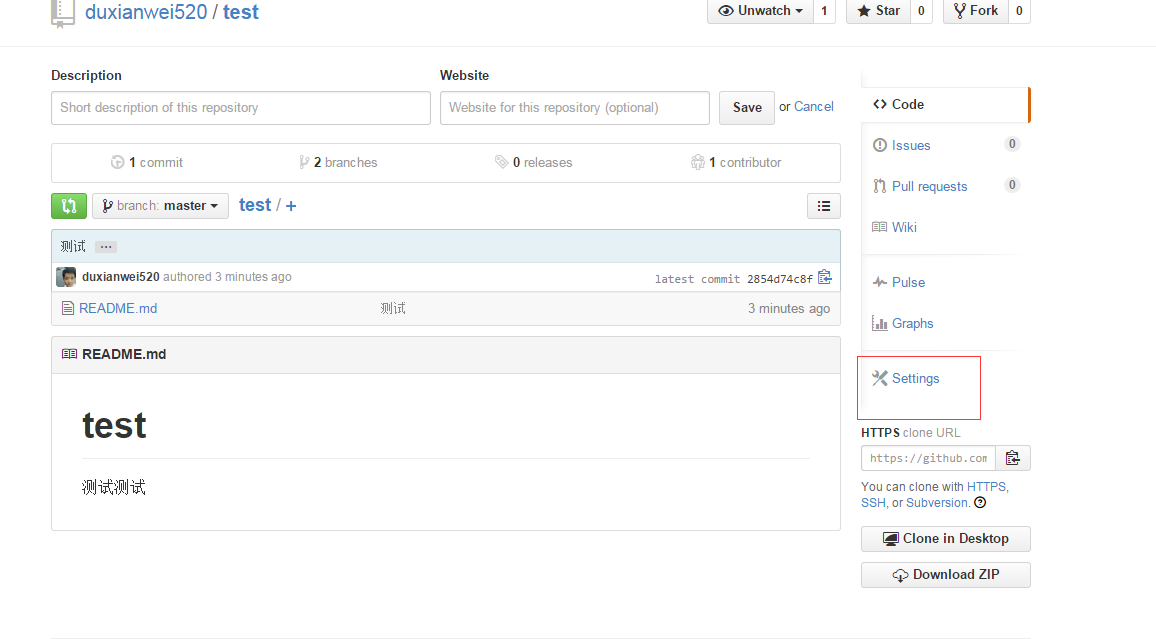 duxianwei520 / test
Unwatch 1 Star 0 Fork 0
Description Website
Short description of this repository Website for this repository (optional) Save or Cancel
1 commit 2 branches 0 releases 1 contributor
branch: master test / +
测试 ...
duxianwei520 authored 3 minutes ago latest commit 2854d74c8f
README.md 测试 3 minutes ago
README.md
test
测试测试
Code
Issues 0
Pull requests 0
Wiki
Pulse
Graphs
Settings
HTTPS clone URL
https://github.com
You can clone with HTTPS,
SSH, or Subversion.
Clone in Desktop
Download ZIP